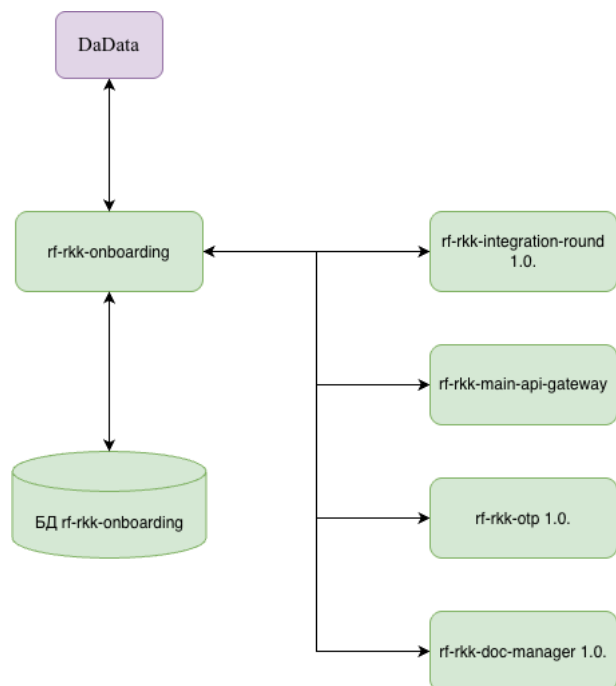 DaData
rf-rkk-onboarding
rf-rkk-integration-round
1.0.
rf-rkk-main-api-gateway
БД rf-rkk-onboarding
rf-rkk-otp 1.0.
rf-rkk-doc-manager 1.0.